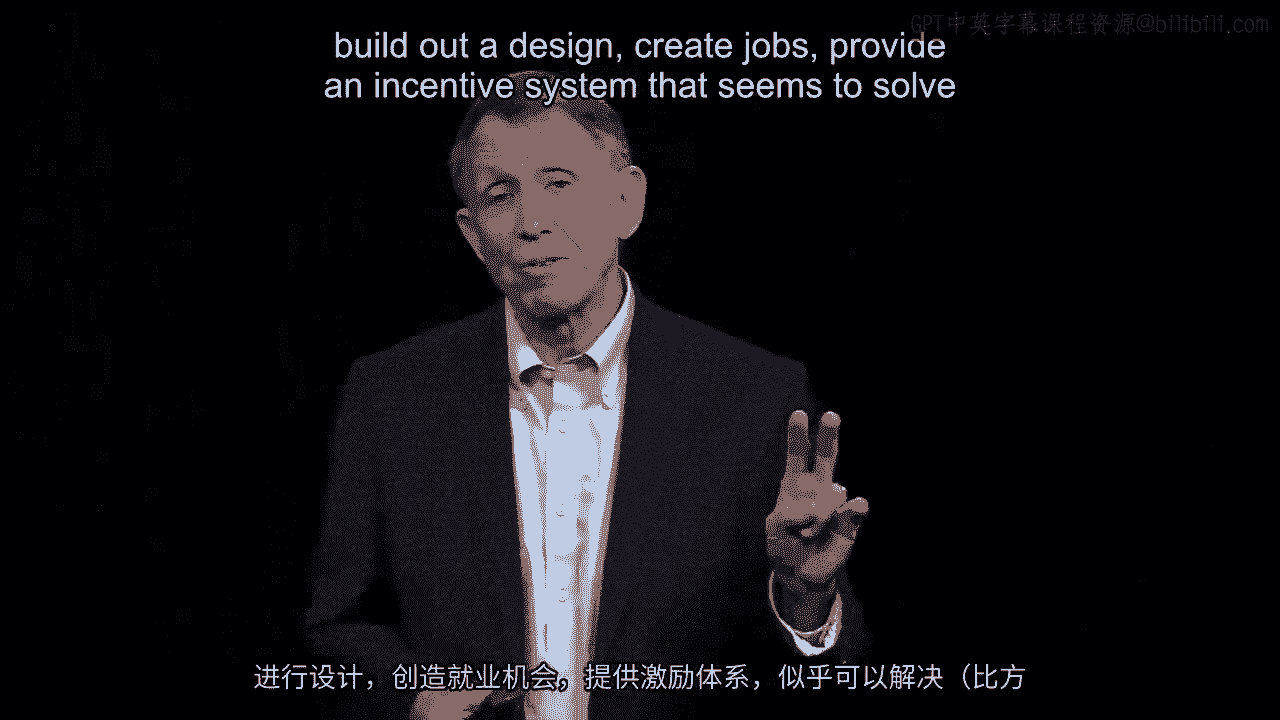 GPT中英字幕课程资源@bilibili.com
build out a design, create jobs, provide
an incentive system that seems to solve
进行设计，创造就业机会，提供激励体系，似乎可以解决（比方